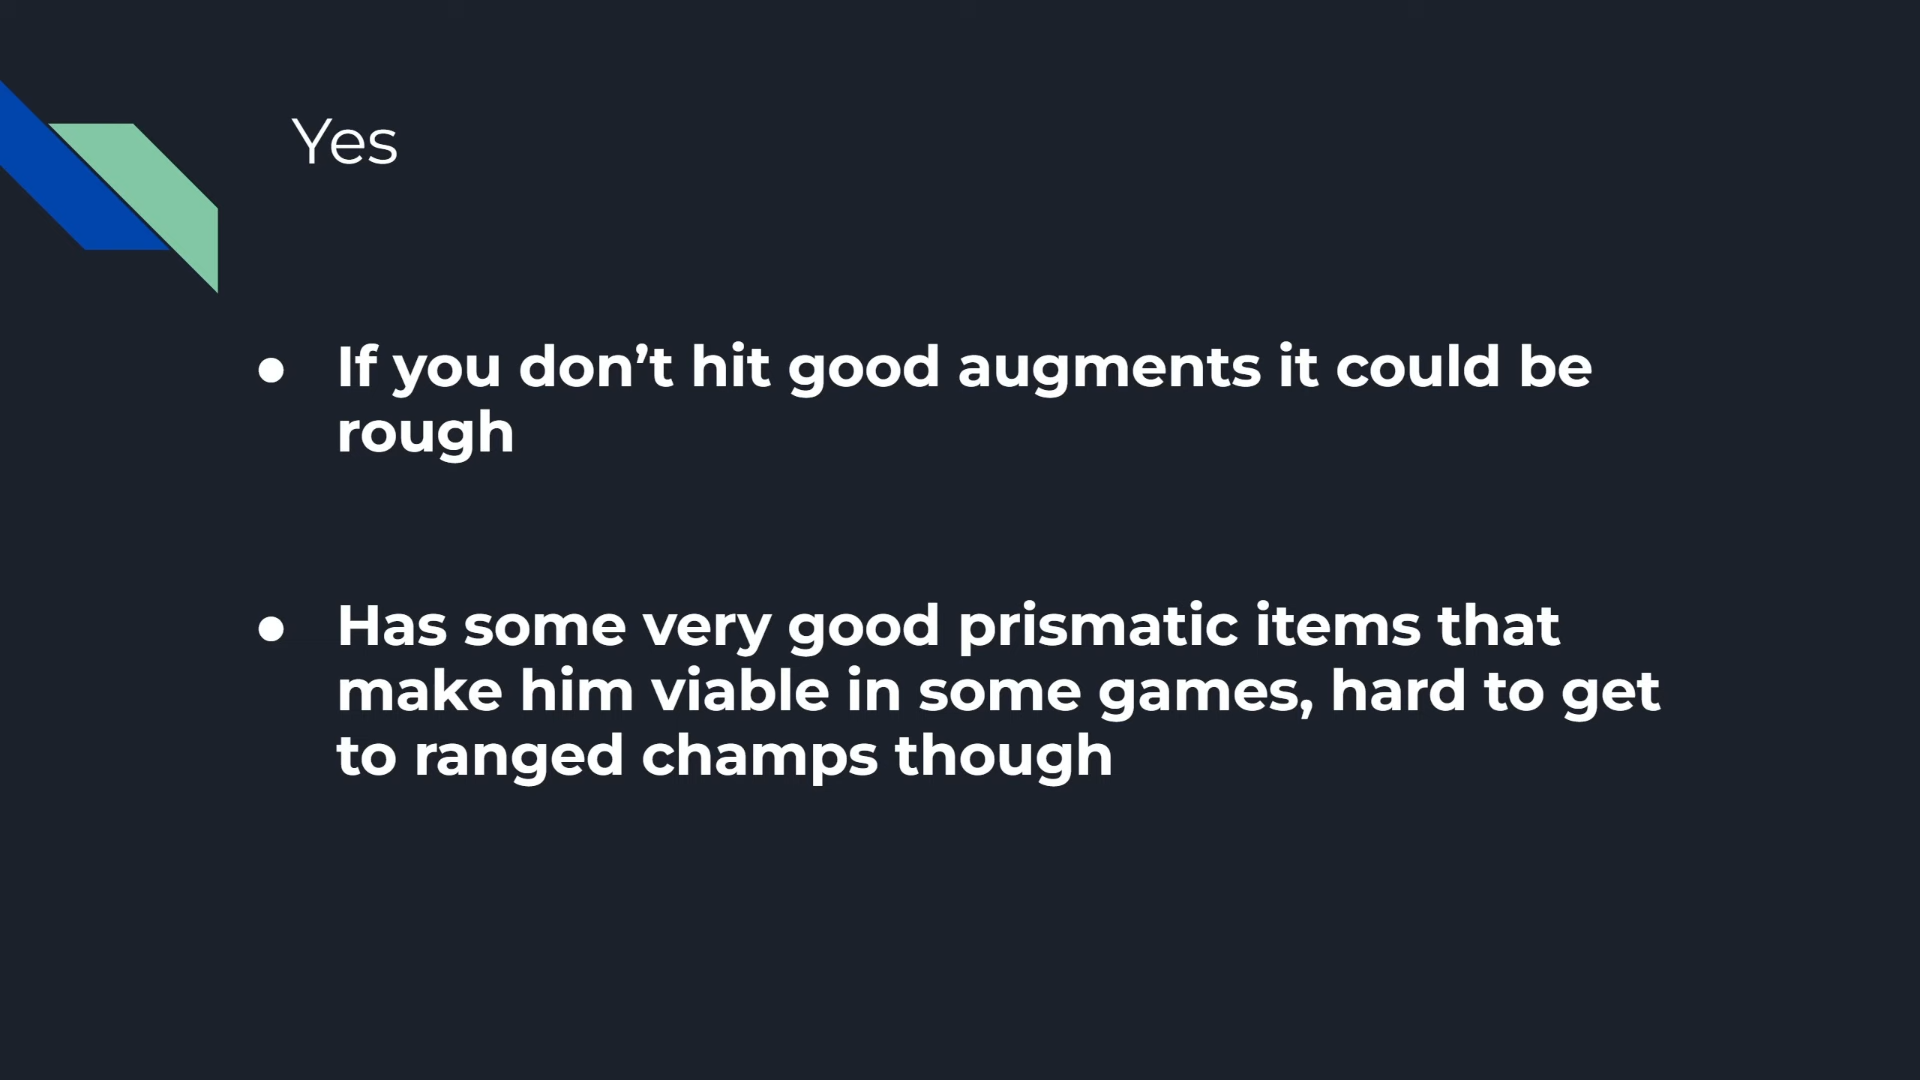 Yes
● If you don’t hit good augments it could be
rough
● Has some very good prismatic items that
make him viable in some games, hard to get
to ranged champs though